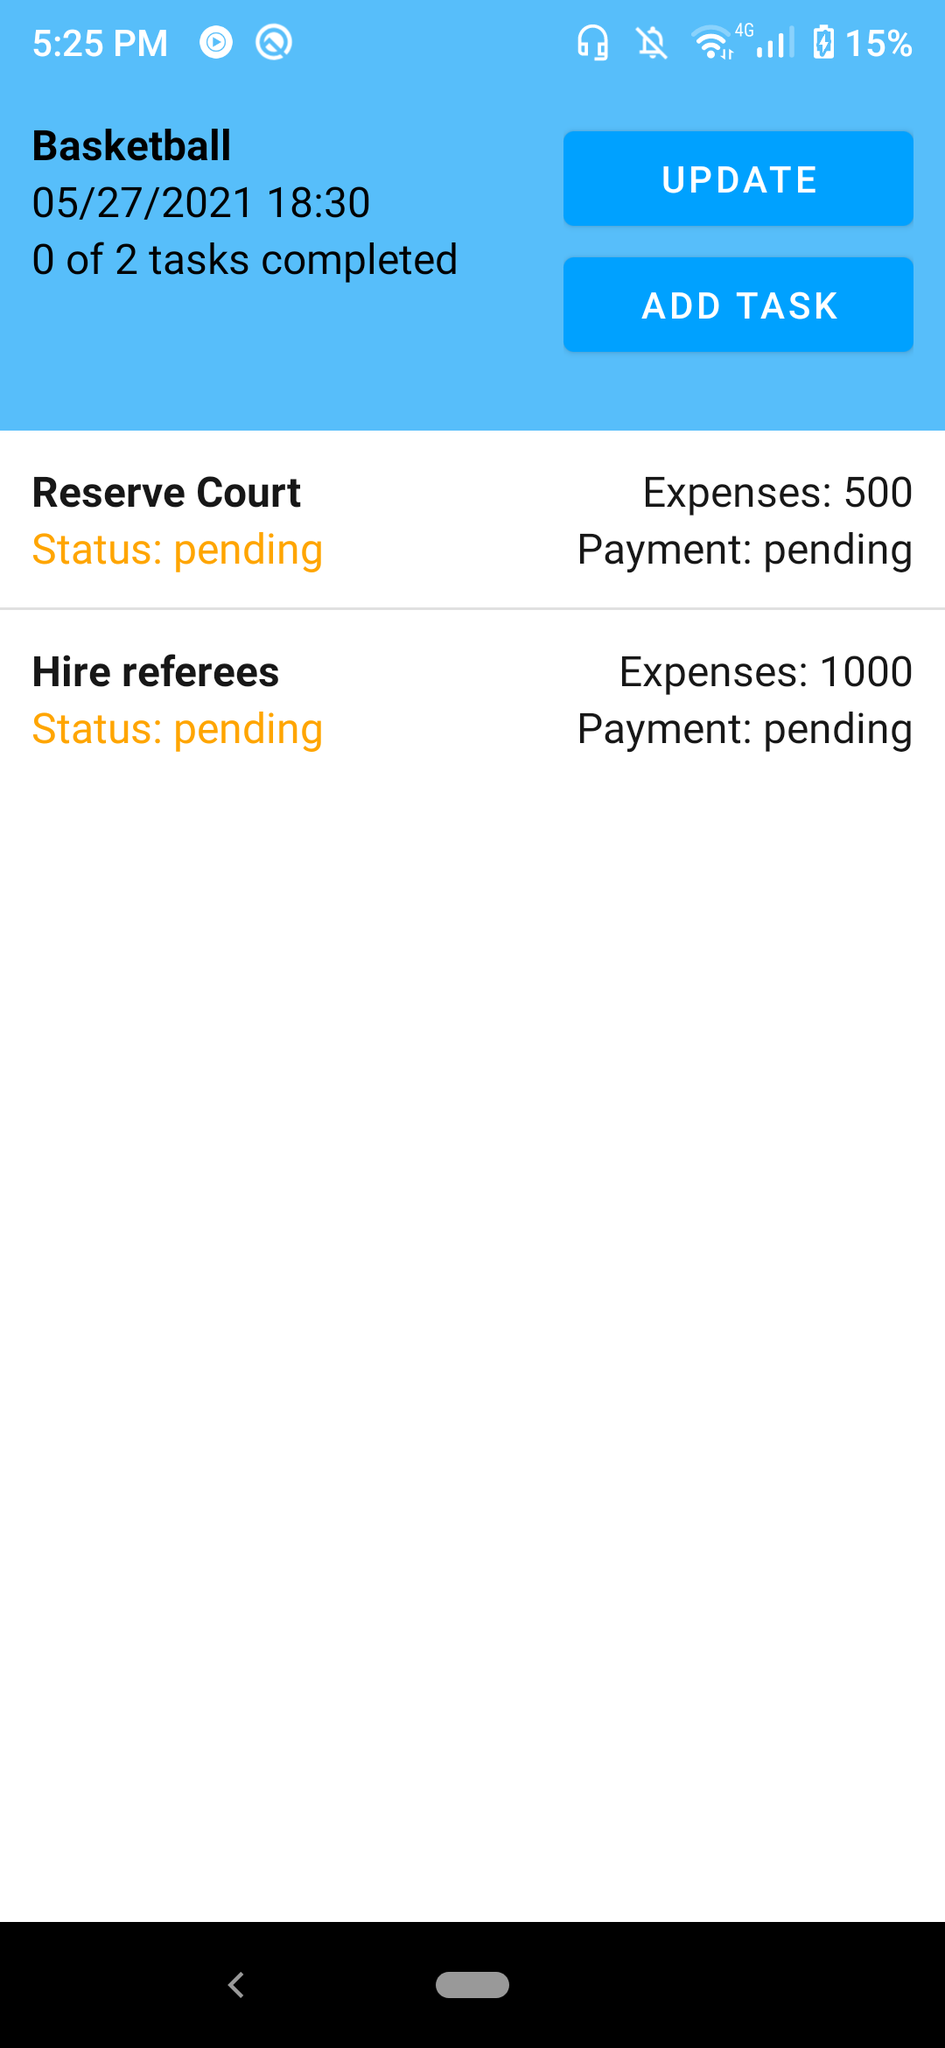 5:25 PM 4G 15%
Basketball
05/27/2021 18:30
0 of 2 tasks completed
UPDATE
ADD TASK
Reserve Court Expenses: 500
Status: pending Payment: pending
Hire referees Expenses: 1000
Status: pending Payment: pending